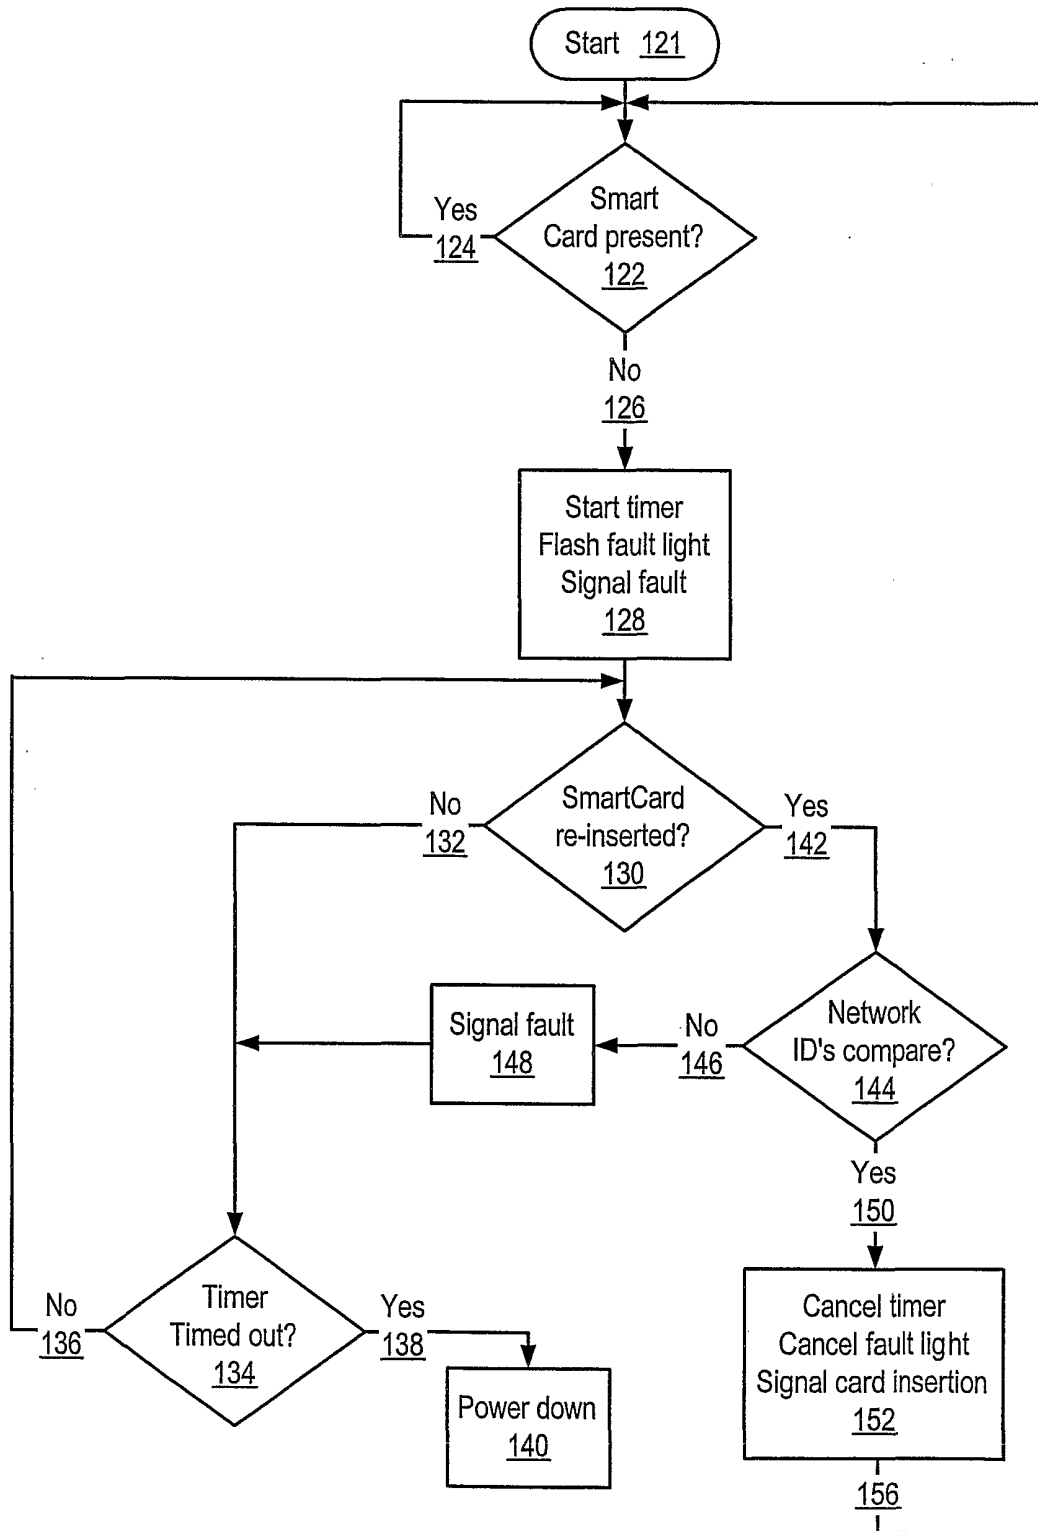 Start 121
Smart
Card present?
122
Yes
124
No
126
Start timer
Flash fault light
Signal fault
128
SmartCard
re-inserted?
130
No
132
Yes
142
Network
ID's compare?
144
No
146
Signal fault
148
Yes
150
Timer
Timed out?
134
No
136
Yes
138
Power down
140
Cancel timer
Cancel fault light
Signal card insertion
152
156